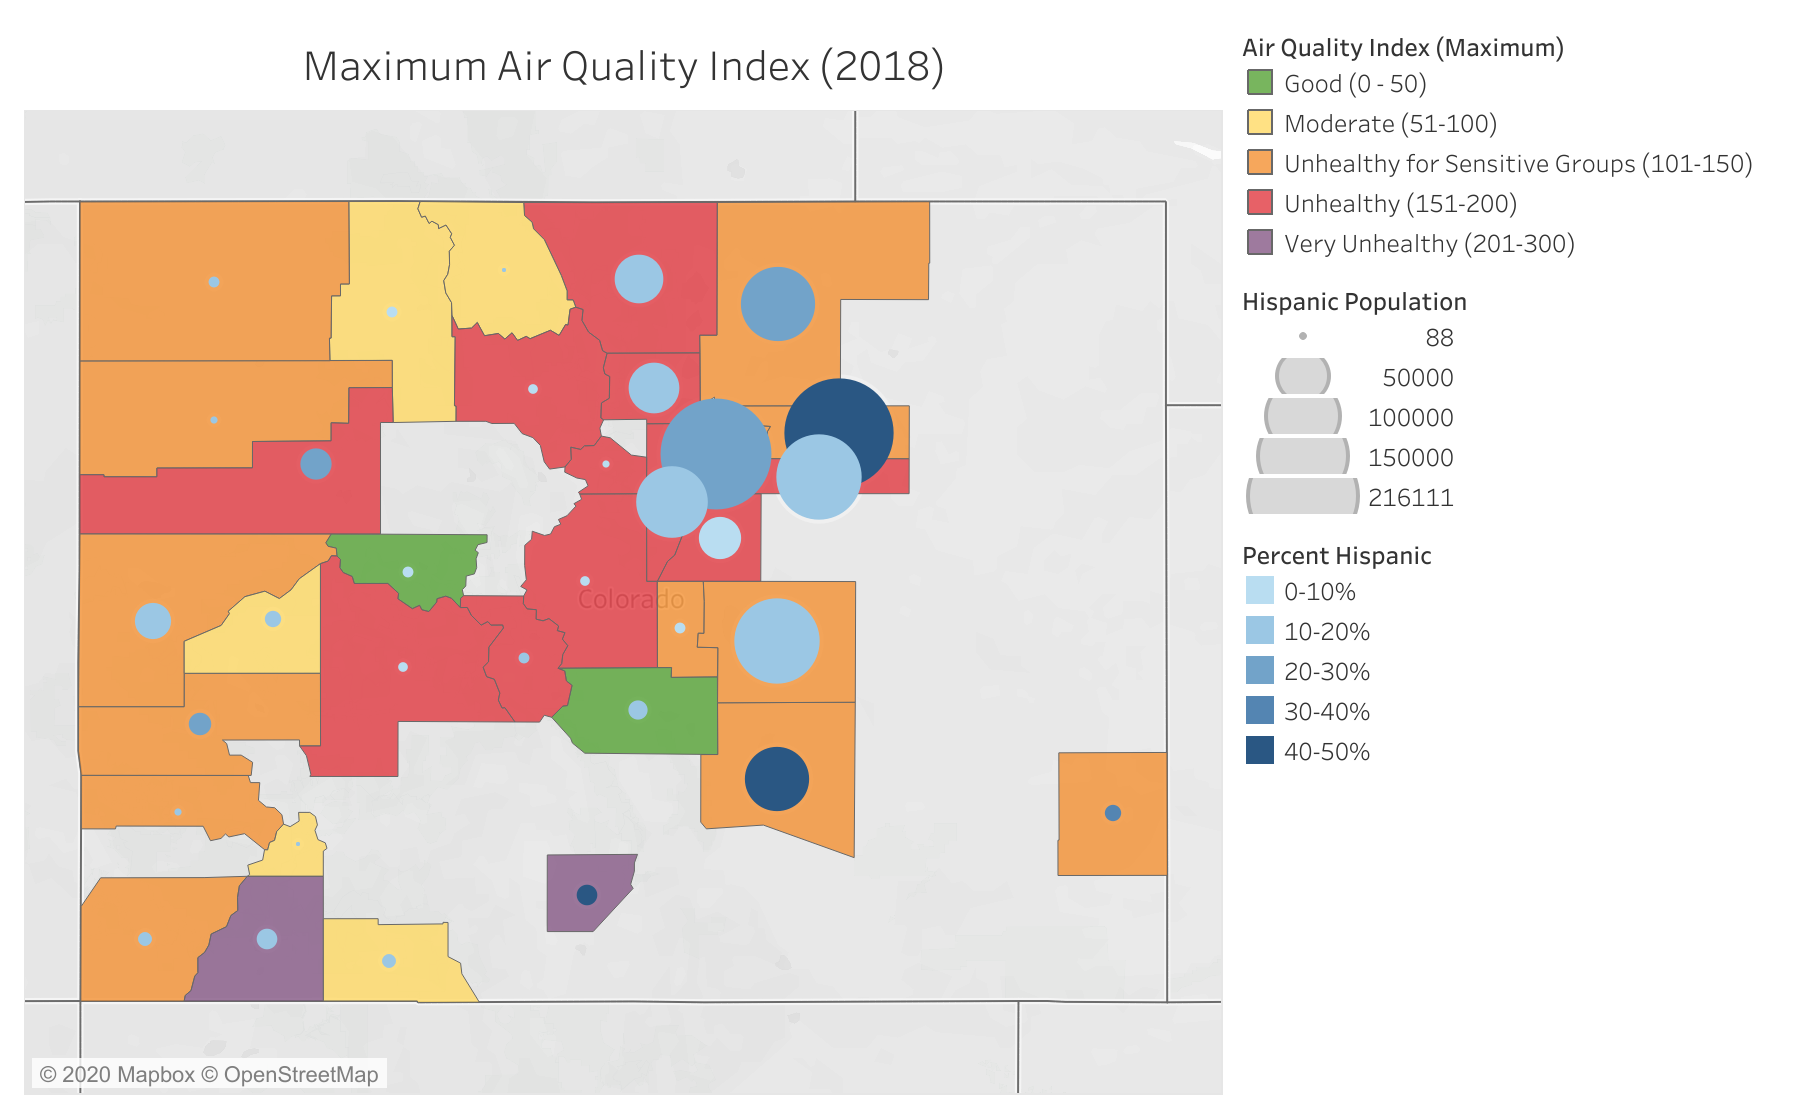 Maximum Air Quality Index (2018)
Air Quality Index (Maximum)
Good (0 - 50)
Moderate (51-100)
Unhealthy for Sensitive Groups (101-150)
Unhealthy (151-200)
Very Unhealthy (201-300)
Hispanic Population
88
50000
100000
150000
216111
Percent Hispanic
0-10%
10-20%
20-30%
30-40%
40-50%
Colorado
© 2020 Mapbox © OpenStreetMap